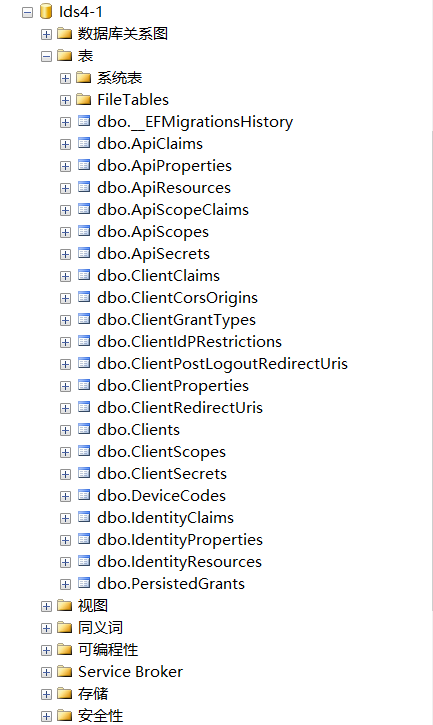 Ids4-1
数据库关系图
表
系统表
FileTables
dbo.__EFMigrationsHistory
dbo.ApiClaims
dbo.ApiProperties
dbo.ApiResources
dbo.ApiScopeClaims
dbo.ApiScopes
dbo.ApiSecrets
dbo.ClientClaims
dbo.ClientCorsOrigins
dbo.ClientGrantTypes
dbo.ClientIdPRestrictions
dbo.ClientPostLogoutRedirectUris
dbo.ClientProperties
dbo.ClientRedirectUris
dbo.Clients
dbo.ClientScopes
dbo.ClientSecrets
dbo.DeviceCodes
dbo.IdentityClaims
dbo.IdentityProperties
dbo.IdentityResources
dbo.PersistedGrants
视图
同义词
可编程性
Service Broker
存储
安全性